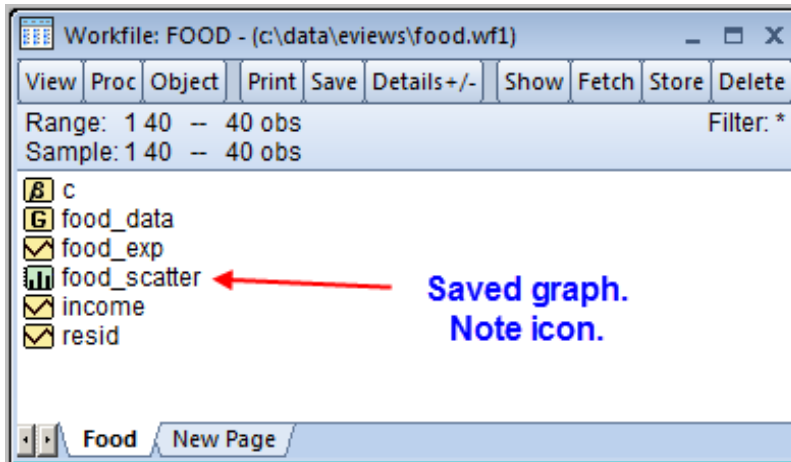 Workfile: FOOD - (c:\data\eviews\food.wf1)
View Proc Object Print Save Details+/- Show Fetch Store Delete
Range: 1 40 -- 40 obs Filter: *
Sample: 1 40 -- 40 obs
β c
G food_data
food_exp
food_scatter
income
resid
Saved graph.
Note icon.
Food New Page